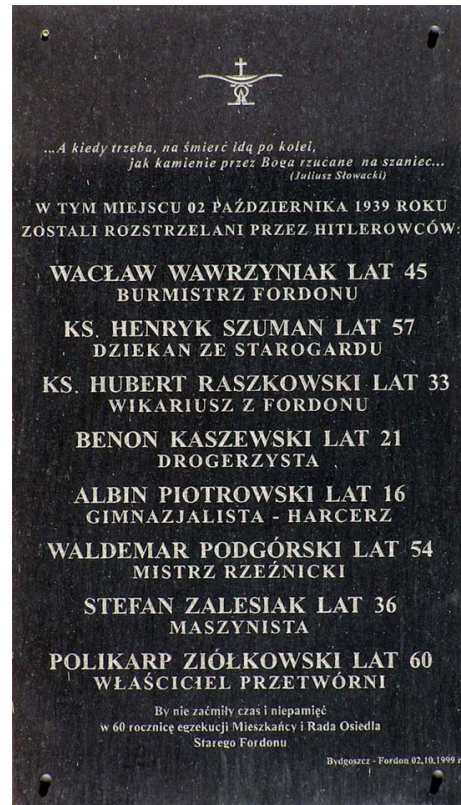 ...A kiedy trzeba, na śmierć idą po kolei,
jak kamienie przez Boga rzucane na szaniec...
(Juliusz Słowacki)
W TYM MIEJSCU 02 PAŹDZIERNIKA 1939 ROKU
ZOSTALI ROZSTRZELANI PRZEZ HITLEROWCÓW:
WACŁAW WAWRZYNIAK LAT 45
BURMISTRZ FORDONU
KS. HENRYK SZUMAN LAT 57
DZIEKAN ZE STAROGARDU
KS. HUBERT RASZKOWSKI LAT 33
WIKARIUSZ Z FORDONU
BENON KASZEWSKI LAT 21
DROGERZYSTA
ALBIN PIOTROWSKI LAT 16
GIMNAZJALISTA - HARCERZ
WALDEMAR PODGÓRSKI LAT 54
MISTRZ RZEŹNICKI
STEFAN ZALESIAK LAT 36
MASZYNISTA
POLIKARP ZIÓŁKOWSKI LAT 60
WŁAŚCICIEL PRZETWÓRNI
By nie zaćmiły czas i niepamięć
w 60 rocznicę egzekucji Mieszkańcy i Rada Osiedla
Starego Fordonu
Bydgoszcz - Fordon 02.10.1999 r.